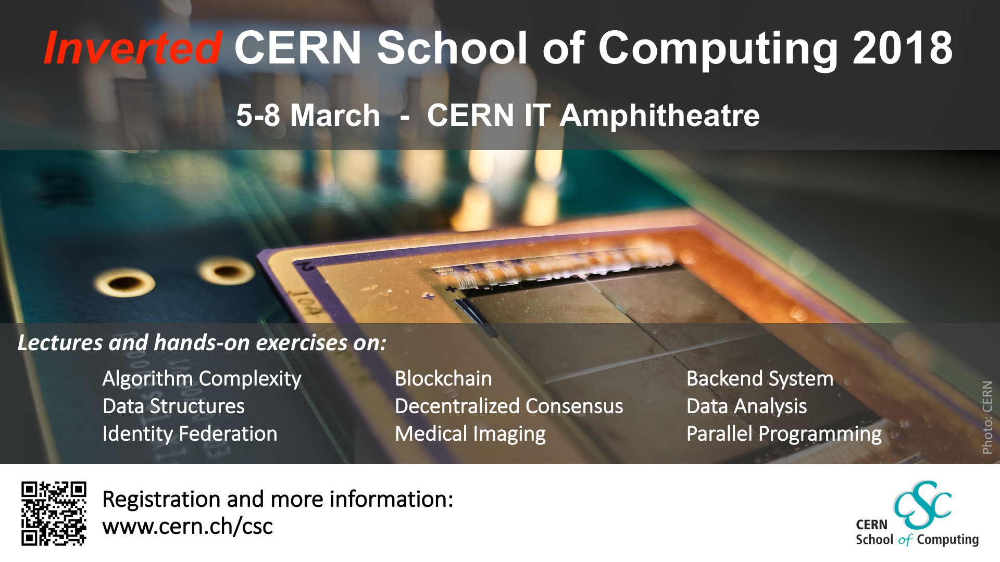 Inverted CERN School of Computing 2018
5-8 March - CERN IT Amphitheatre
Lectures and hands-on exercises on:
Algorithm Complexity
Data Structures
Identity Federation
Blockchain
Decentralized Consensus
Medical Imaging
Backend System
Data Analysis
Parallel Programming
Photo: CERN
Registration and more information:
www.cern.ch/csc
CSC
CERN
School of Computing